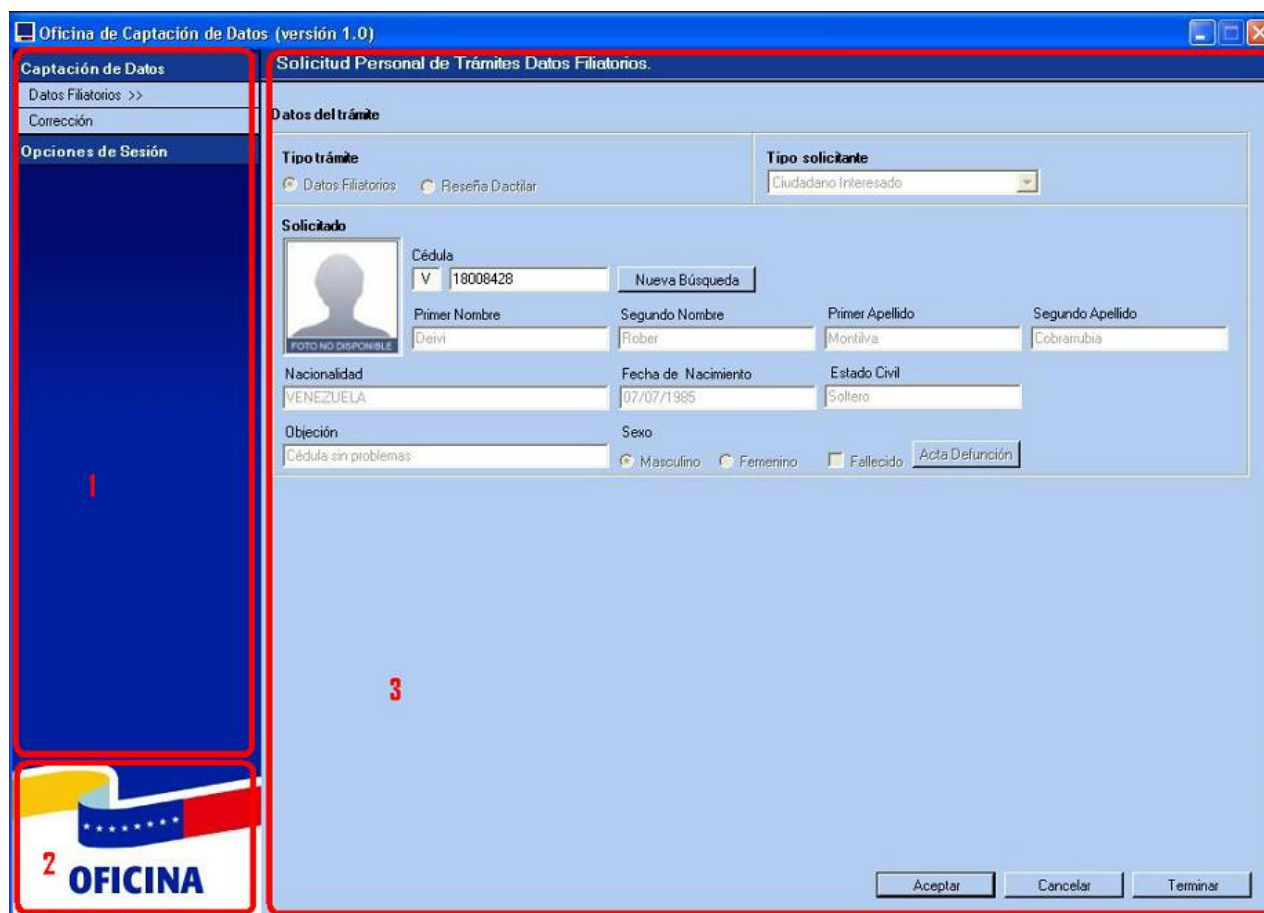 Oficina de Captación de Datos (versión 1.0)
Captación de Datos
Datos Filiatorios >>
Corrección
Opciones de Sesión
1
2
OFICINA
Solicitud Personal de Trámites Datos Filiatorios.
Datos del trámite
Tipo trámite
Datos Filiatorios Reseña Dactilar
Tipo solicitante
Ciudadano Interesado
Solicitado
FOTO NO DISPONIBLE
Cédula
V 18008428 Nueva Búsqueda
Primer Nombre Segundo Nombre Primer Apellido Segundo Apellido
Deivi Rober Montilva Cobarrubia
Nacionalidad Fecha de Nacimiento Estado Civil
VENEZUELA 07/07/1985 Soltero
Objeción Sexo
Cédula sin problemas Masculino Femenino Fallecido Acta Defunción
3
Aceptar Cancelar Terminar